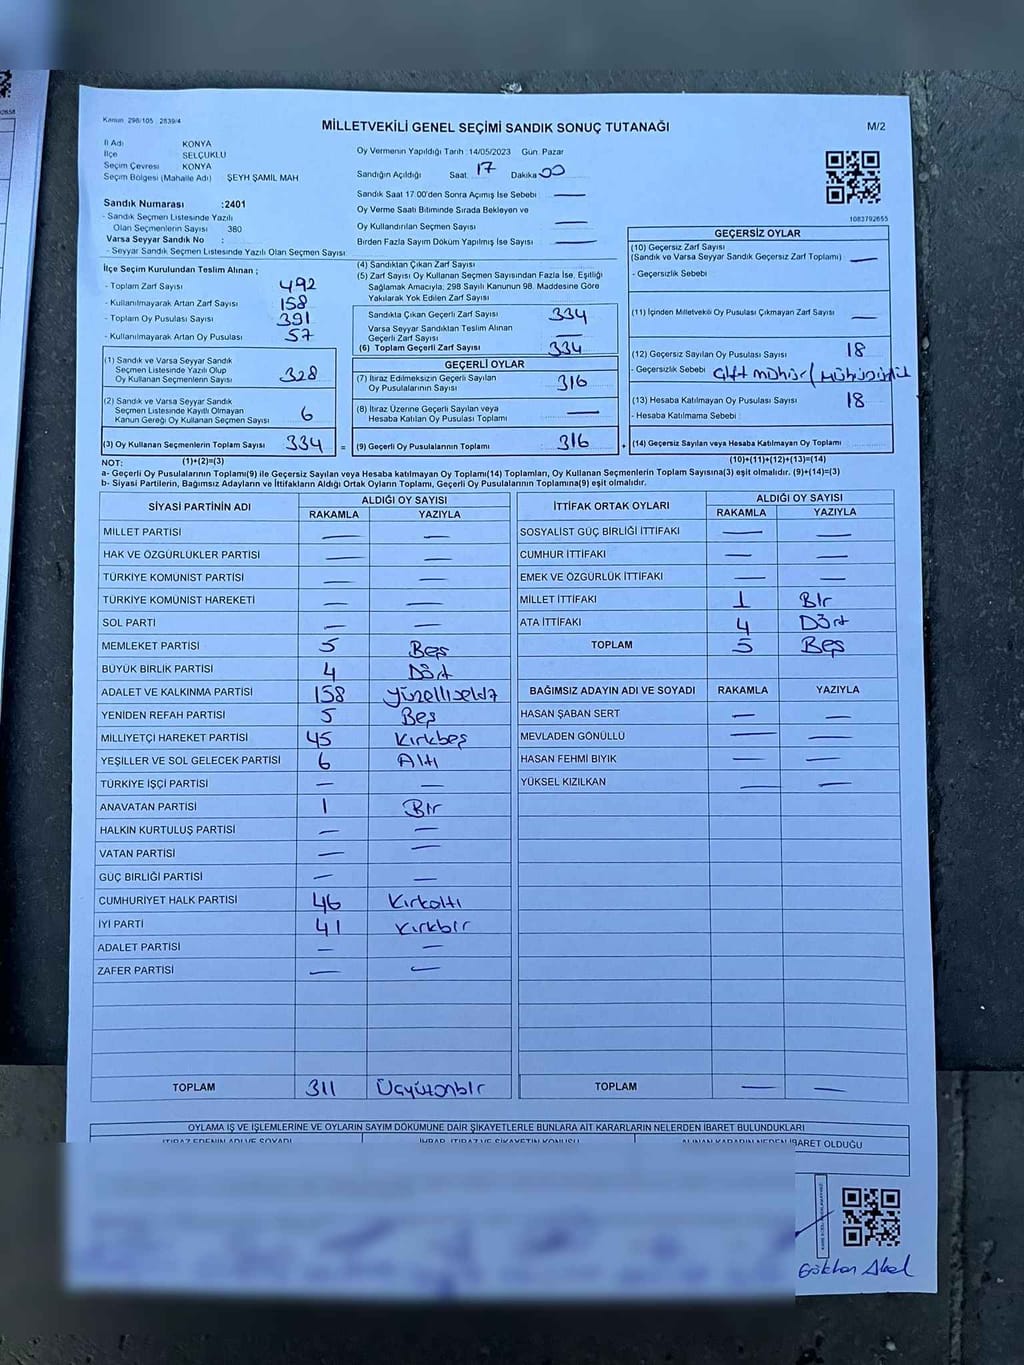 Kanun 298/105 2839/4
MİLLETVEKİLİ GENEL SEÇİMİ SANDIK SONUÇ TUTANAĞI
M/2
İl Adı KONYA
İlçe SELÇUKLU
Seçim Çevresi KONYA
Seçim Bölgesi (Mahalle Adı) ŞEYH ŞAMİL MAH
Sandık Numarası :2401
- Sandık Seçmen Listesinde Yazılı
Olan Seçmenlerin Sayısı 380
Varsa Seyyar Sandık No :
- Seyyar Sandık Seçmen Listesinde Yazılı Olan Seçmen Sayısı
Oy Vermenin Yapıldığı Tarih :14/05/2023 Gün: Pazar
Sandığın Açıldığı Saat 17 Dakika 00
Sandık Saat 17:00'den Sonra Açımış İse Sebebi —
Oy Verme Saati Bitiminde Sırada Bekleyen ve
Oy Kullandırılan Seçmen Sayısı —
Birden Fazla Sayım Döküm Yapılmış İse Sayısı —
1083792655
İlçe Seçim Kurulundan Teslim Alınan ;
- Toplam Zarf Sayısı 492
- Kullanılmayarak Artan Zarf Sayısı 158
- Toplam Oy Pusulası Sayısı 391
- Kullanılmayarak Artan Oy Pusulası 57
(1) Sandık ve Varsa Seyyar Sandık
Seçmen Listesinde Yazılı Olup
Oy Kullanan Seçmenlerin Sayısı 328
(2) Sandık ve Varsa Seyyar Sandık
Seçmen Listesinde Kayıtlı Olmayan
Kanun Gereği Oy Kullanan Seçmen Sayısı 6
(3) Oy Kullanan Seçmenlerin Toplam Sayısı 334 =
(4) Sandıktan Çıkan Zarf Sayısı
(5) Zarf Sayısı Oy Kullanan Seçmen Sayısından Fazla İse, Eşitliği
Sağlamak Amacıyla; 298 Sayılı Kanunun 98. Maddesine Göre
Yakılarak Yok Edilen Zarf Sayısı
Sandıkta Çıkan Geçerli Zarf Sayısı 334
Varsa Seyyar Sandıktan Teslim Alınan
Geçerli Zarf Sayısı —
(6) Toplam Geçerli Zarf Sayısı 334
GEÇERLİ OYLAR
(7) İtiraz Edilmeksizin Geçerli Sayılan
Oy Pusulalarının Sayısı 316
(8) İtiraz Üzerine Geçerli Sayılan veya
Hesaba Katılan Oy Pusulası Toplamı —
(9) Geçerli Oy Pusulalarının Toplamı 316 +
GEÇERSİZ OYLAR
(10) Geçersiz Zarf Sayısı
(Sandık ve Varsa Seyyar Sandık Geçersiz Zarf Toplamı) —
- Geçersizlik Sebebi
(11) İçinden Milletvekili Oy Pusulası Çıkmayan Zarf Sayısı —
(12) Geçersiz Sayılan Oy Pusulası Sayısı 18
- Geçersizlik Sebebi çift mühür / mühürsüzlük
(13) Hesaba Katılmayan Oy Pusulası Sayısı 18
- Hesaba Katılmama Sebebi
(14) Geçersiz Sayılan veya Hesaba Katılmayan Oy Toplamı
NOT: (1)+(2)=(3) (10)+(11)+(12)+(13)=(14)
a- Geçerli Oy Pusulalarının Toplamı(9) ile Geçersiz Sayılan veya Hesaba katılmayan Oy Toplamı(14) Toplamları, Oy Kullanan Seçmenlerin Toplam Sayısına(3) eşit olmalıdır. (9)+(14)=(3)
b- Siyasi Partilerin, Bağımsız Adayların ve İttifakların Aldığı Ortak Oyların Toplamı, Geçerli Oy Pusulalarının Toplamına(9) eşit olmalıdır.
SİYASİ PARTİNİN ADI ALDIĞI OY SAYISI
RAKAMLA YAZIYLA
MİLLET PARTİSİ — —
HAK VE ÖZGÜRLÜKLER PARTİSİ — —
TÜRKİYE KOMÜNİST PARTİSİ — —
TÜRKİYE KOMÜNİST HAREKETİ — —
SOL PARTİ — —
MEMLEKET PARTİSİ 5 Beş
BÜYÜK BİRLİK PARTİSİ 4 Dört
ADALET VE KALKINMA PARTİSİ 158 Yüzellisekiz
YENİDEN REFAH PARTİSİ 5 Beş
MİLLİYETÇİ HAREKET PARTİSİ 45 Kırkbeş
YEŞİLLER VE SOL GELECEK PARTİSİ 6 Altı
TÜRKİYE İŞÇİ PARTİSİ — —
ANAVATAN PARTİSİ 1 Bir
HALKIN KURTULUŞ PARTİSİ — —
VATAN PARTİSİ — —
GÜÇ BİRLİĞİ PARTİSİ — —
CUMHURİYET HALK PARTİSİ 46 Kırkaltı
İYİ PARTİ 41 Kırkbir
ADALET PARTİSİ — —
ZAFER PARTİSİ — —
TOPLAM 311 Üçyüzonbir
İTTİFAK ORTAK OYLARI ALDIĞI OY SAYISI
RAKAMLA YAZIYLA
SOSYALİST GÜÇ BİRLİĞİ İTTİFAKI — —
CUMHUR İTTİFAKI — —
EMEK VE ÖZGÜRLÜK İTTİFAKI — —
MİLLET İTTİFAKI 1 Bir
ATA İTTİFAKI 4 Dört
TOPLAM 5 Beş
BAĞIMSIZ ADAYIN ADI VE SOYADI RAKAMLA YAZIYLA
HASAN ŞABAN SERT — —
MEVLADEN GÖNÜLLÜ — —
HASAN FEHMİ BIYIK — —
YÜKSEL KIZILKAN — —
TOPLAM — —
OYLAMA İŞ VE İŞLEMLERİNE VE OYLARIN SAYIM DÖKÜMÜNE DAİR ŞİKAYETLERLE BUNLARA AİT KARARLARIN NELERDEN İBARET BULUNDUKLARI
İTİRAZ EDENİN ADI VE SOYADI İHBAR, İTİRAZ VE ŞİKAYETİN KONUSU ALINAN KARARIN NEDEN İBARET OLDUĞU
Gökhan